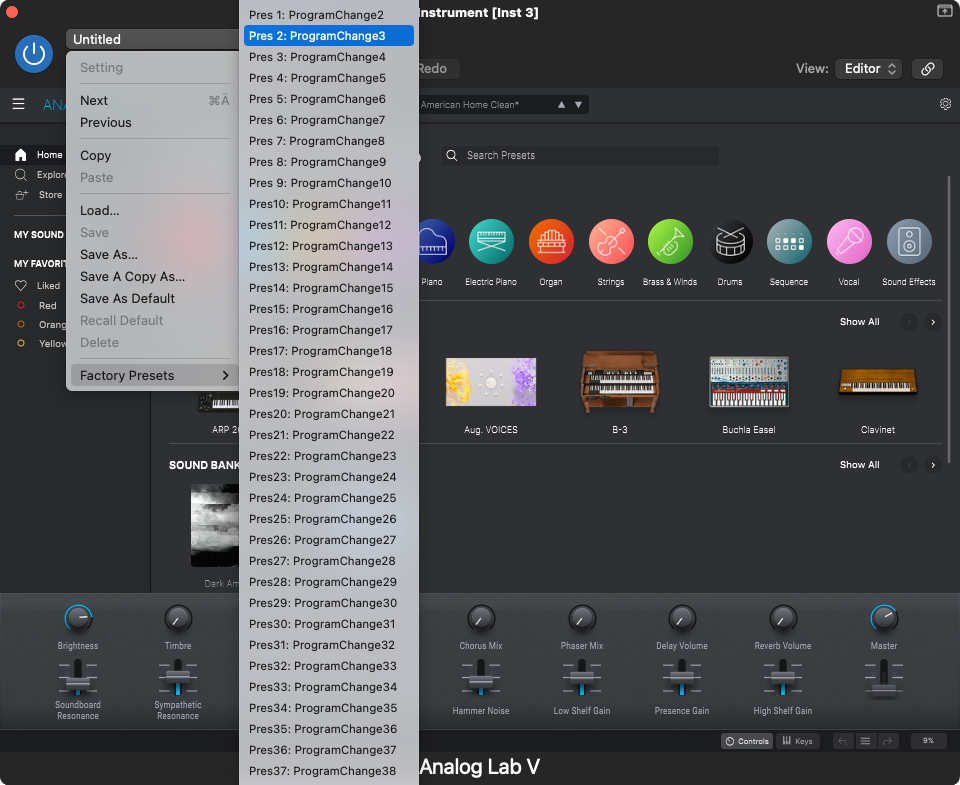 Instrument [Inst 3]
Untitled
Redo
View:
Editor
ANA
American Home Clean*
Setting
Next ⌘Ā
Previous
Copy
Paste
Load...
Save
Save As...
Save A Copy As...
Save As Default
Recall Default
Delete
Factory Presets
Pres 1: ProgramChange2
Pres 2: ProgramChange3
Pres 3: ProgramChange4
Pres 4: ProgramChange5
Pres 5: ProgramChange6
Pres 6: ProgramChange7
Pres 7: ProgramChange8
Pres 8: ProgramChange9
Pres 9: ProgramChange10
Pres10: ProgramChange11
Pres11: ProgramChange12
Pres12: ProgramChange13
Pres13: ProgramChange14
Pres14: ProgramChange15
Pres15: ProgramChange16
Pres16: ProgramChange17
Pres17: ProgramChange18
Pres18: ProgramChange19
Pres19: ProgramChange20
Pres20: ProgramChange21
Pres21: ProgramChange22
Pres22: ProgramChange23
Pres23: ProgramChange24
Pres24: ProgramChange25
Pres25: ProgramChange26
Pres26: ProgramChange27
Pres27: ProgramChange28
Pres28: ProgramChange29
Pres29: ProgramChange30
Pres30: ProgramChange31
Pres31: ProgramChange32
Pres32: ProgramChange33
Pres33: ProgramChange34
Pres34: ProgramChange35
Pres35: ProgramChange36
Pres36: ProgramChange37
Pres37: ProgramChange38
Home
Explore
Store
MY SOUND
MY FAVORIT
Liked
Red
Orang
Yellow
Search Presets
Piano
Electric Piano
Organ
Strings
Brass & Winds
Drums
Sequence
Vocal
Sound Effects
Show All
ARP 26
Aug. VOICES
B-3
Buchla Easel
Clavinet
SOUND BANK
Show All
Dark Am
Brightness
Timbre
Chorus Mix
Phaser Mix
Delay Volume
Reverb Volume
Master
Soundboard
Resonance
Sympathetic
Resonance
Hammer Noise
Low Shelf Gain
Presence Gain
High Shelf Gain
Controls
Keys
9%
Analog Lab V